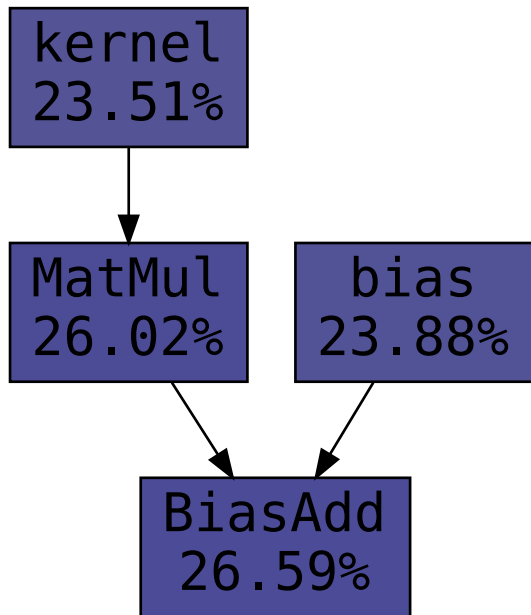 kernel
23.51%
MatMul
26.02%
bias
23.88%
BiasAdd
26.59%